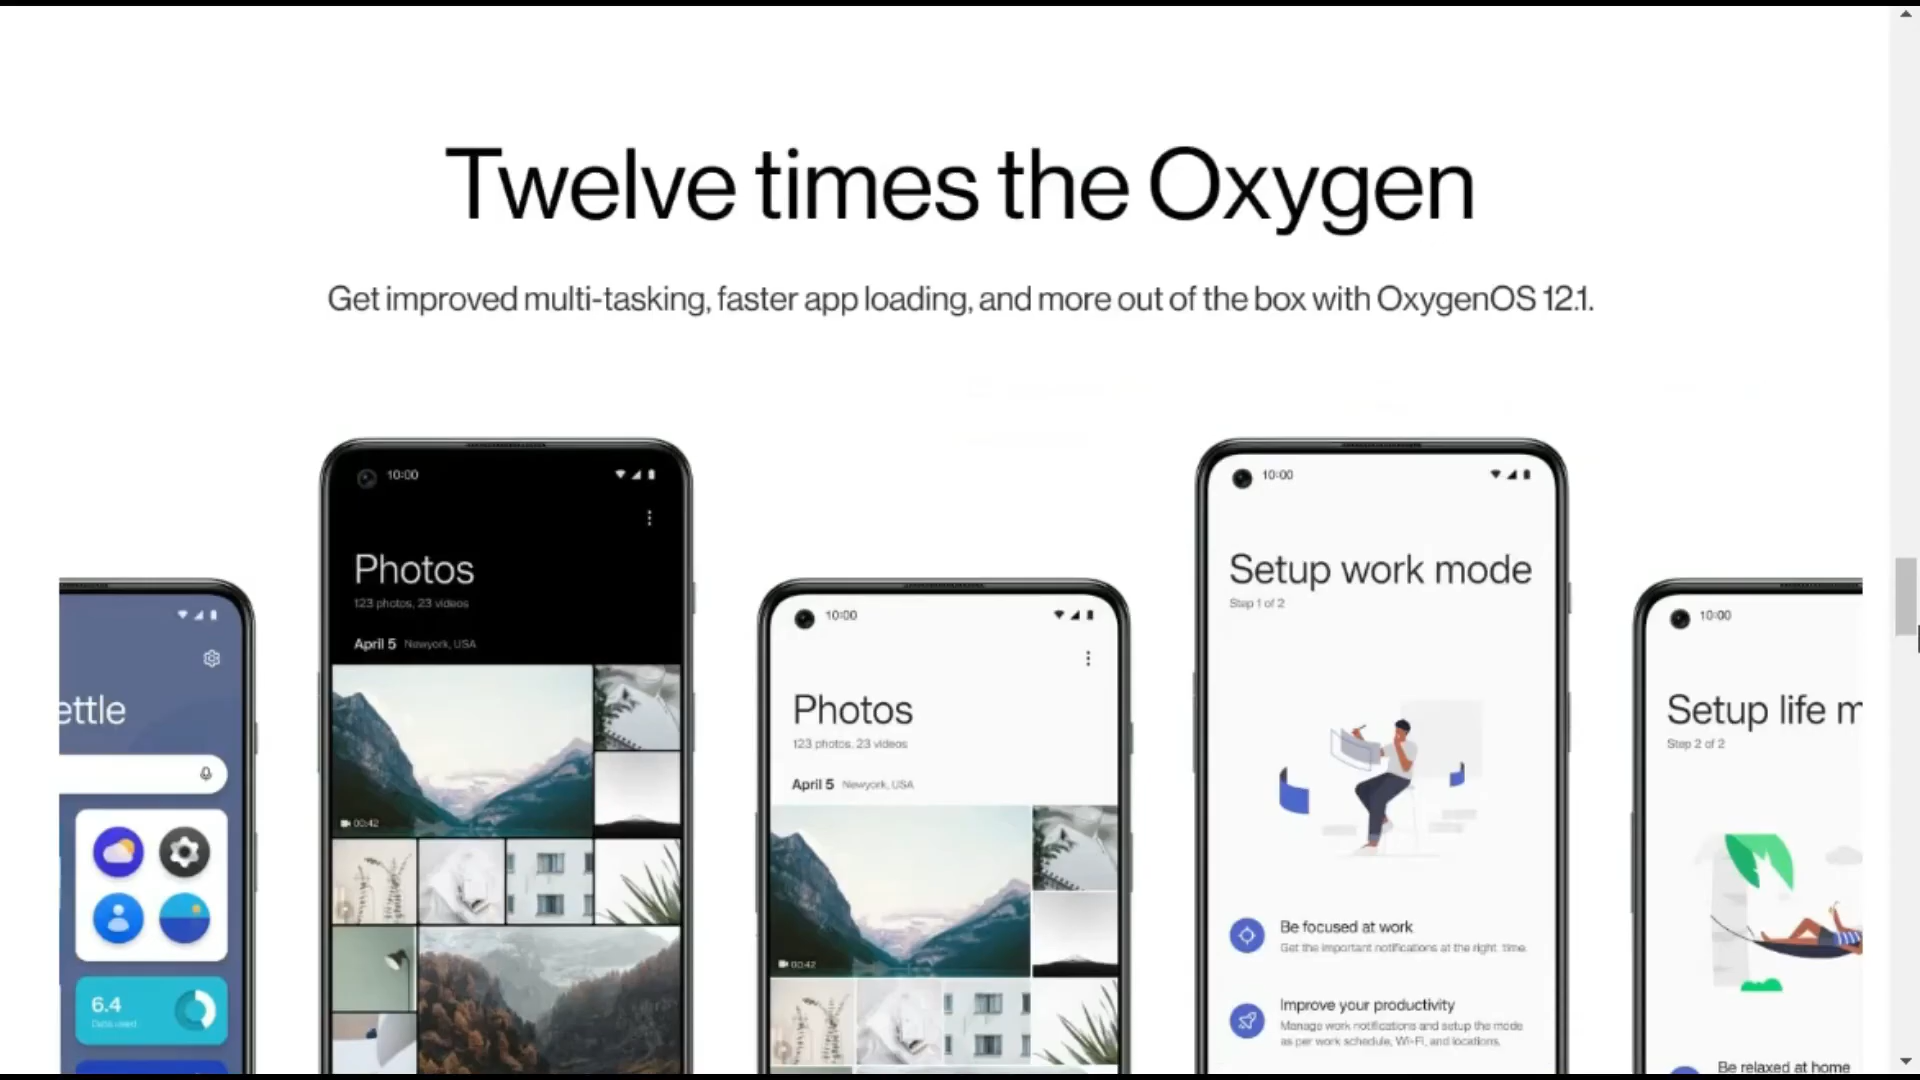 Twelve times the Oxygen
Get improved multi-tasking, faster app loading, and more out of the box with OxygenOS 12.1.
ettle
6.4
Data used
10:00
Photos
123 photos, 23 videos
April 5 Newyork, USA
00:42
10:00
Photos
123 photos, 23 videos
April 5 Newyork, USA
00:42
10:00
Setup work mode
Step 1 of 2
Be focused at work
Get the important notifications at the right time.
Improve your productivity
Manage work notifications and setup the mode
as per work schedule, Wi-Fi, and locations.
10:00
Setup life m
Step 2 of 2
Be relaxed at home